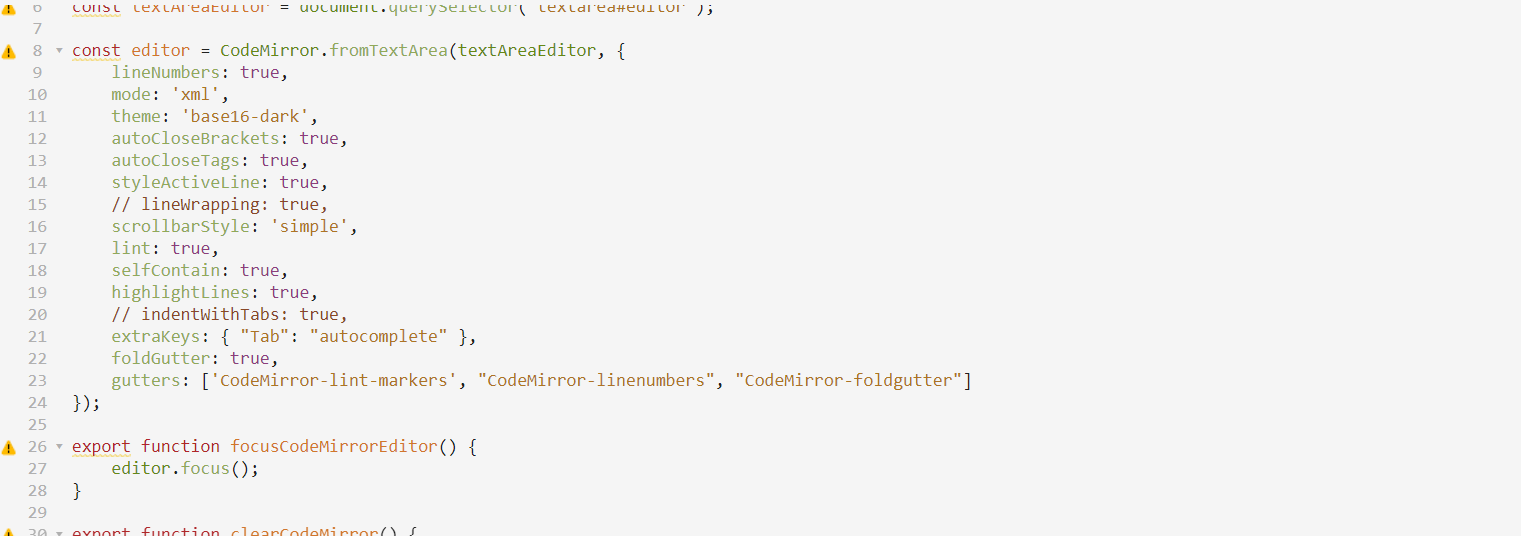 6 const textAreaEditor = document.querySelector('textarea#editor');
7
8 const editor = CodeMirror.fromTextArea(textAreaEditor, {
9 lineNumbers: true,
10 mode: 'xml',
11 theme: 'base16-dark',
12 autoCloseBrackets: true,
13 autoCloseTags: true,
14 styleActiveLine: true,
15 // lineWrapping: true,
16 scrollbarStyle: 'simple',
17 lint: true,
18 selfContain: true,
19 highlightLines: true,
20 // indentWithTabs: true,
21 extraKeys: { "Tab": "autocomplete" },
22 foldGutter: true,
23 gutters: ['CodeMirror-lint-markers', "CodeMirror-linenumbers", "CodeMirror-foldgutter"]
24 });
25
26 export function focusCodeMirrorEditor() {
27 editor.focus();
28 }
29
30 export function clearCodeMirror() {